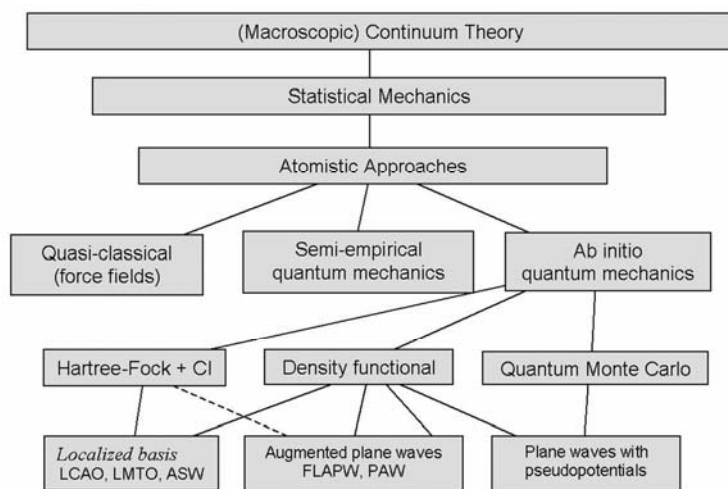 (Macroscopic) Continuum Theory
Statistical Mechanics
Atomistic Approaches
Quasi-classical
(force fields)
Semi-empirical
quantum mechanics
Ab initio
quantum mechanics
Hartree-Fock + CI
Density functional
Quantum Monte Carlo
Localized basis
LCAO, LMTO, ASW
Augmented plane waves
FLAPW, PAW
Plane waves with
pseudopotentials